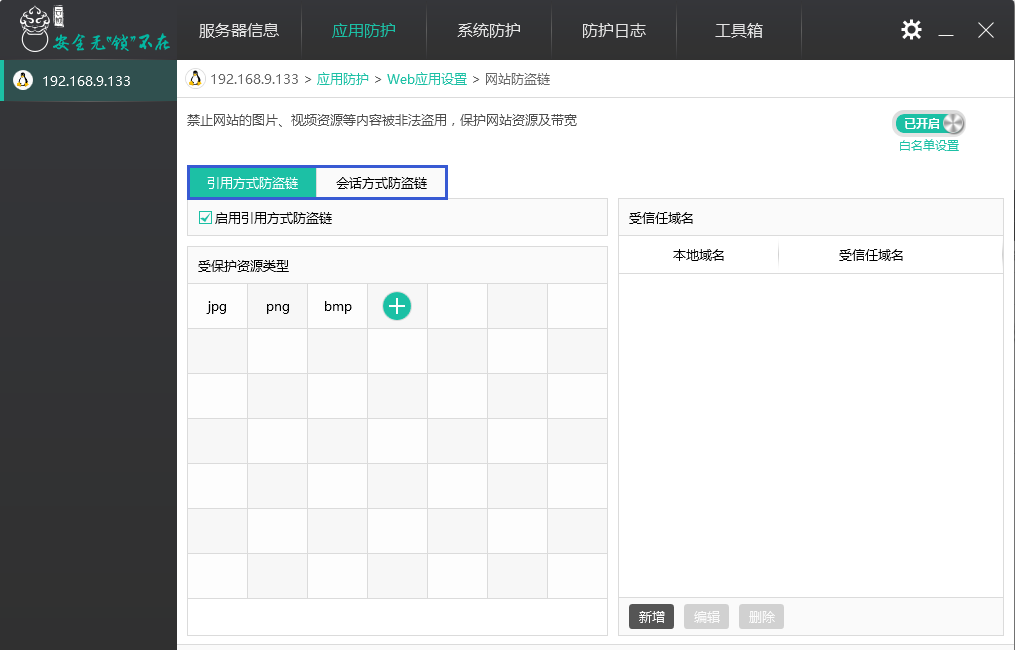 安全无"锁"不在
服务器信息
应用防护
系统防护
防护日志
工具箱
192.168.9.133
192.168.9.133 > 应用防护 > Web应用设置 > 网站防盗链
禁止网站的图片、视频资源等内容被非法盗用，保护网站资源及带宽
已开启
白名单设置
引用方式防盗链
会话方式防盗链
启用引用方式防盗链
受保护资源类型
jpg png bmp
受信任域名
本地域名
受信任域名
新增
编辑
删除